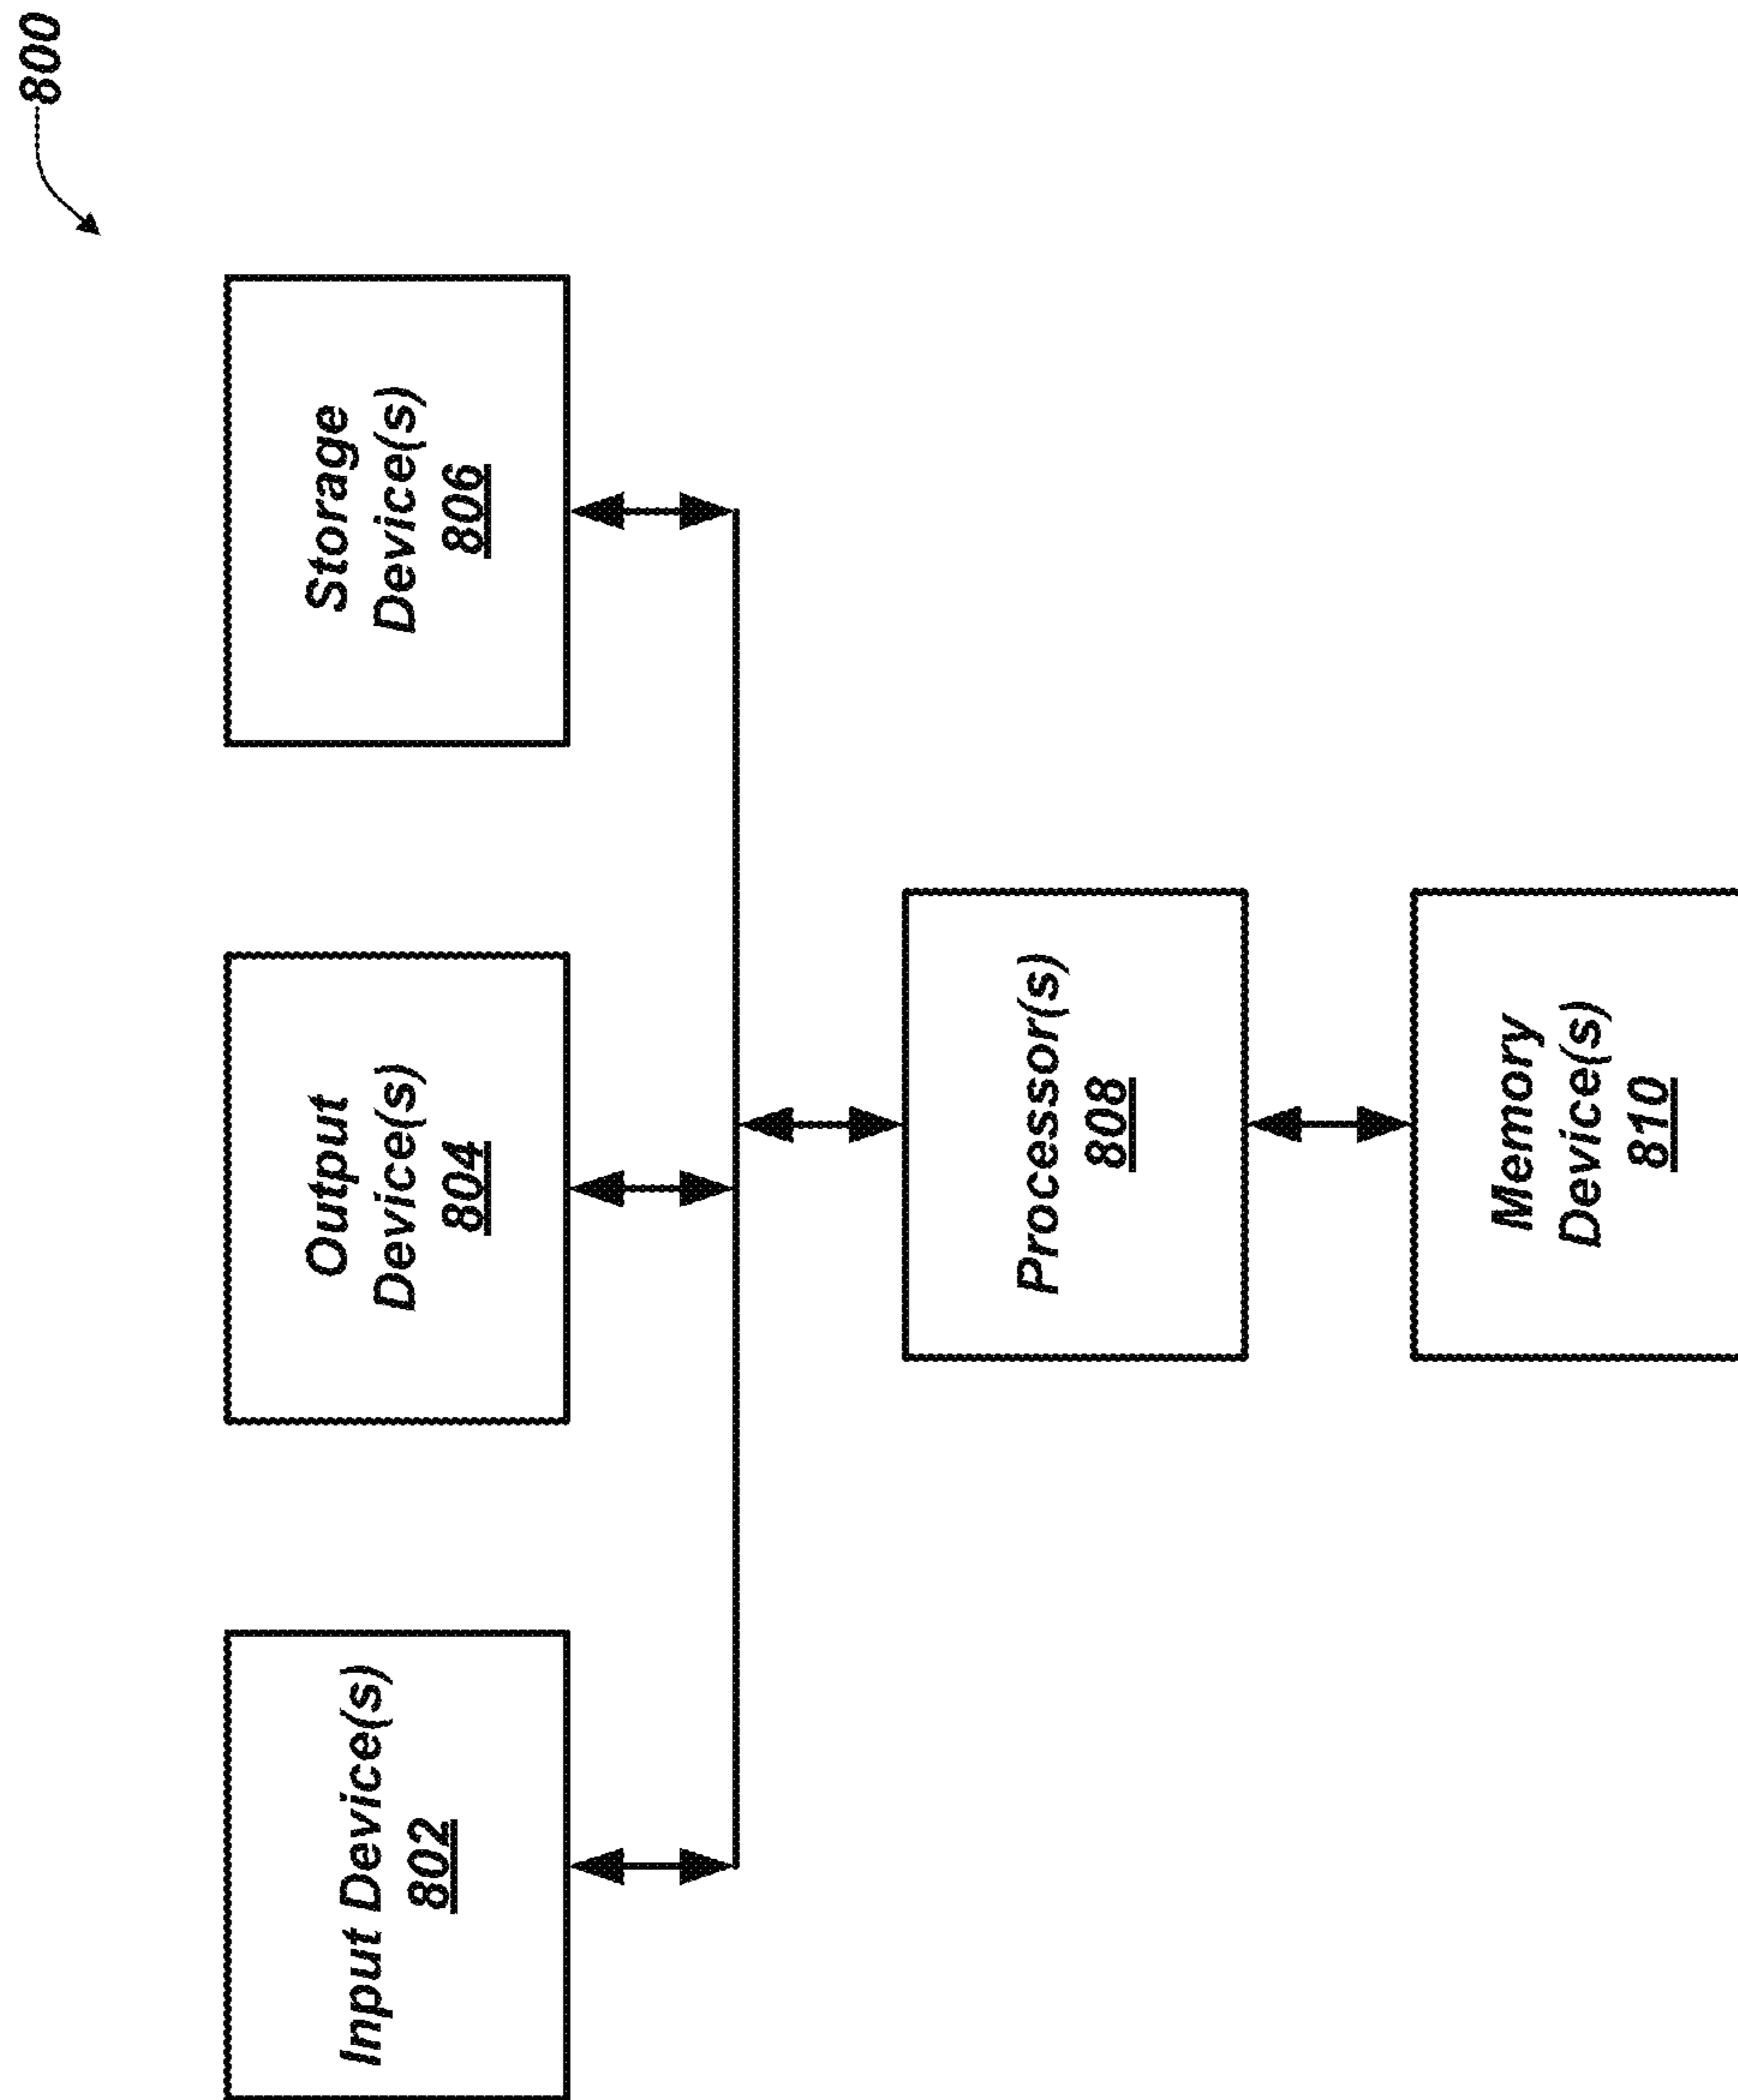 800
Input Device(s)
802
Output
Device(s)
804
Storage
Device(s)
806
Processor(s)
808
Memory
Device(s)
810